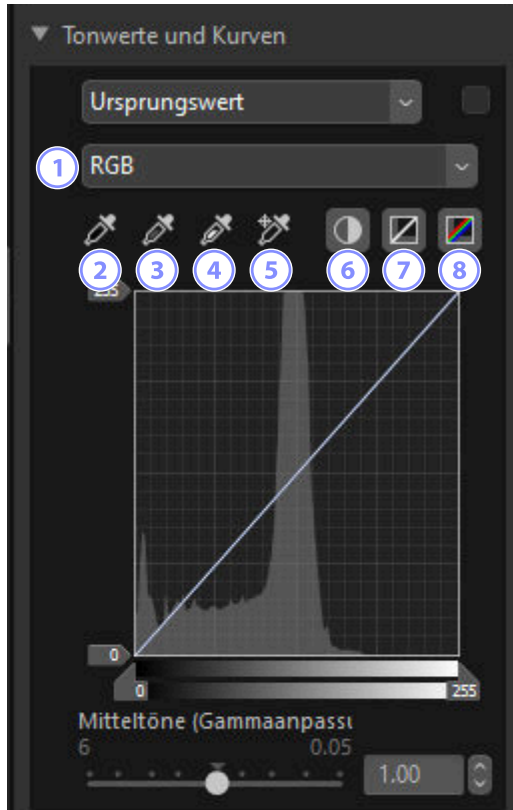 Tonwerte und Kurven
Ursprungswert
1 RGB
2 3 4 5 6 7 8
255
0
0 255
Mitteltöne (Gammaanpassu
6 0.05
1.00